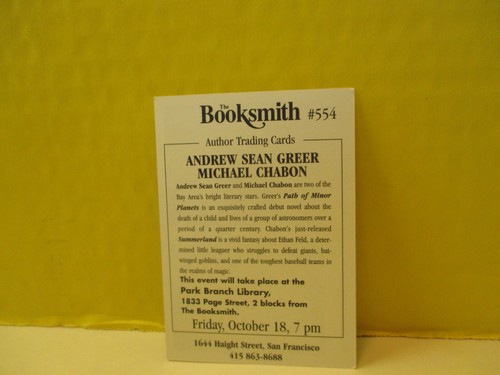 The
Booksmith #554
Author Trading Cards
ANDREW SEAN GREER
MICHAEL CHABON
Andrew Sean Greer and Michael Chabon are two of the
Bay Area's bright literary stars. Greer's Path of Minor
Planets is an exquisitely crafted debut novel about the
death of a child and lives of a group of astronomers over a
period of a quarter century. Chabon's just-released
Summerland is a vivid fantasy about Ethan Feld, a deter-
mined little leaguer who struggles to defeat giants, bat-
winged goblins, and one of the toughest baseball teams in
the realms of magic.
This event will take place at the
Park Branch Library,
1833 Page Street, 2 blocks from
The Booksmith.
Friday, October 18, 7 pm
1644 Haight Street, San Francisco
415 863-8688